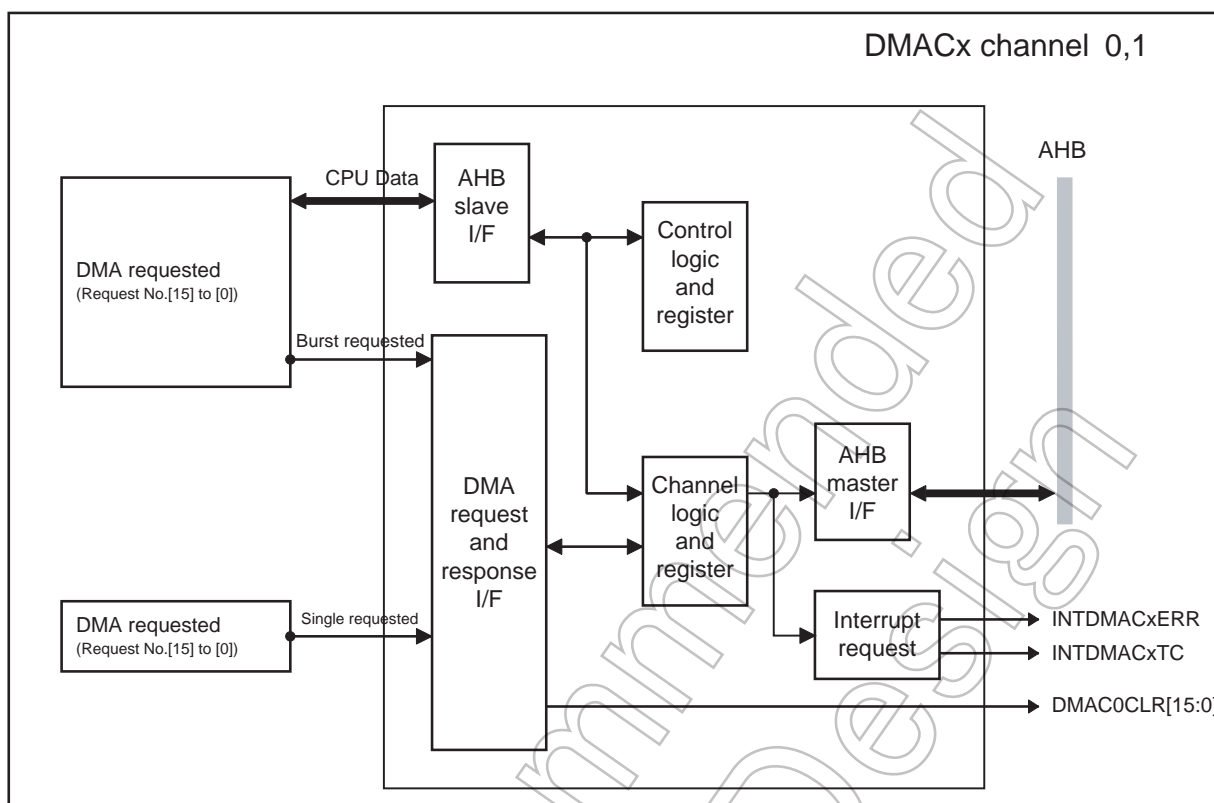 DMACx channel 0,1
AHB
CPU Data
AHB
slave
I/F
Control
logic
and
register
DMA requested
(Request No.[15] to [0])
Burst requested
DMA
request
and
response
I/F
Channel
logic
and
register
AHB
master
I/F
DMA requested
(Request No.[15] to [0])
Single requested
Interrupt
request
INTDMACxERR
INTDMACxTC
DMAC0CLR[15:0]
mmended
Design